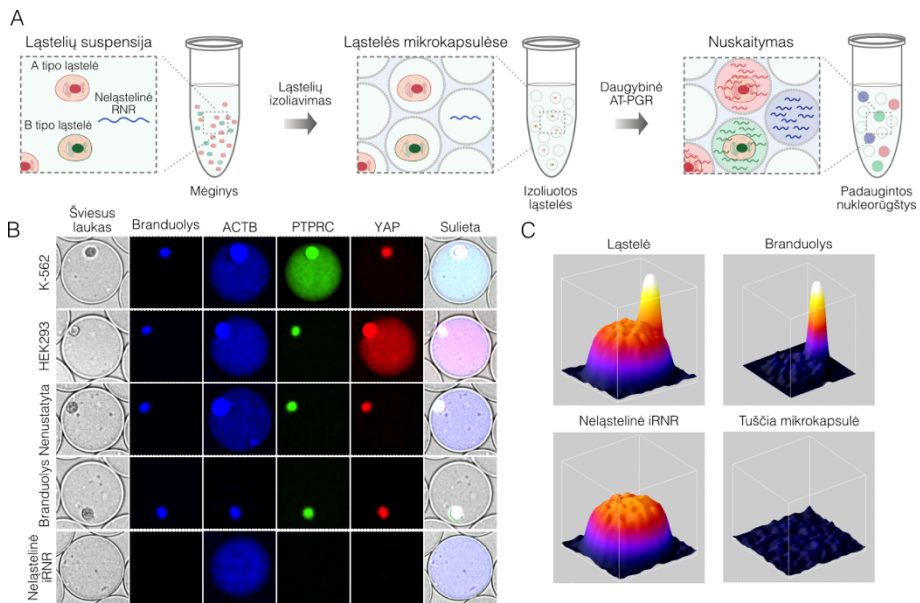 A
Ląstelių suspensija
A tipo ląstelė
Neląstelinė
RNR
B tipo ląstelė
Mėginys
Ląstelių
izoliavimas
Ląstelės mikrokapsulėse
Izoliuotos
ląstelės
Daugybinė
AT-PGR
Nuskaitymas
Padaugintos
nukleorūgštys
B
Šviesus
laukas
Branduolys
ACTB
PTPRC
YAP
Sulieta
K-562
HEK293
Nenustatyta
Branduolys
Neląstelinė
iRNR
C
Ląstelė
Branduolys
Neląstelinė iRNR
Tuščia mikrokapsulė